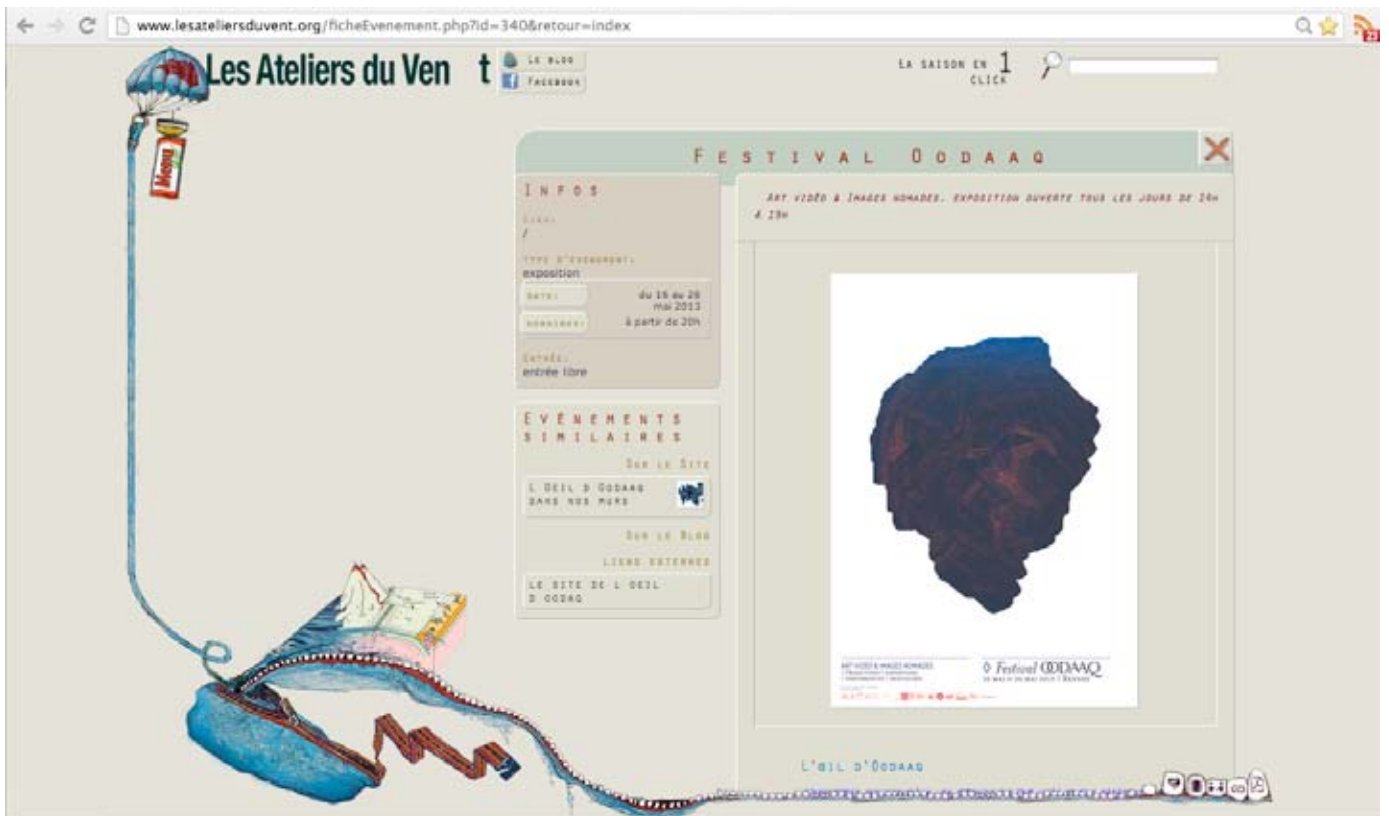 www.lesateliersduvent.org/ficheEvenement.php?id=340&retour=index
23
Les Ateliers du Ven t
Le blog
Facebook
La saison en 1
click
Menu
Festival Oodaaq
Infos
/
type d'evenement:
exposition
date:
du 16 au 26
mai 2013
horaires:
à partir de 20h
Entrée:
entrée libre
Evénements
similaires
Sur le Site
L Oeil d Oodaaq
dans nos murs
Sur le Blog
liens externes
le site de l oeil
d oodaq
Art vidéo & Images nomades. exposition ouverte tous les jours de 14h
à 19h
ART VIDÉO & IMAGES NOMADES
◊ Festival OODAAQ
L'œil d'Oodaaq